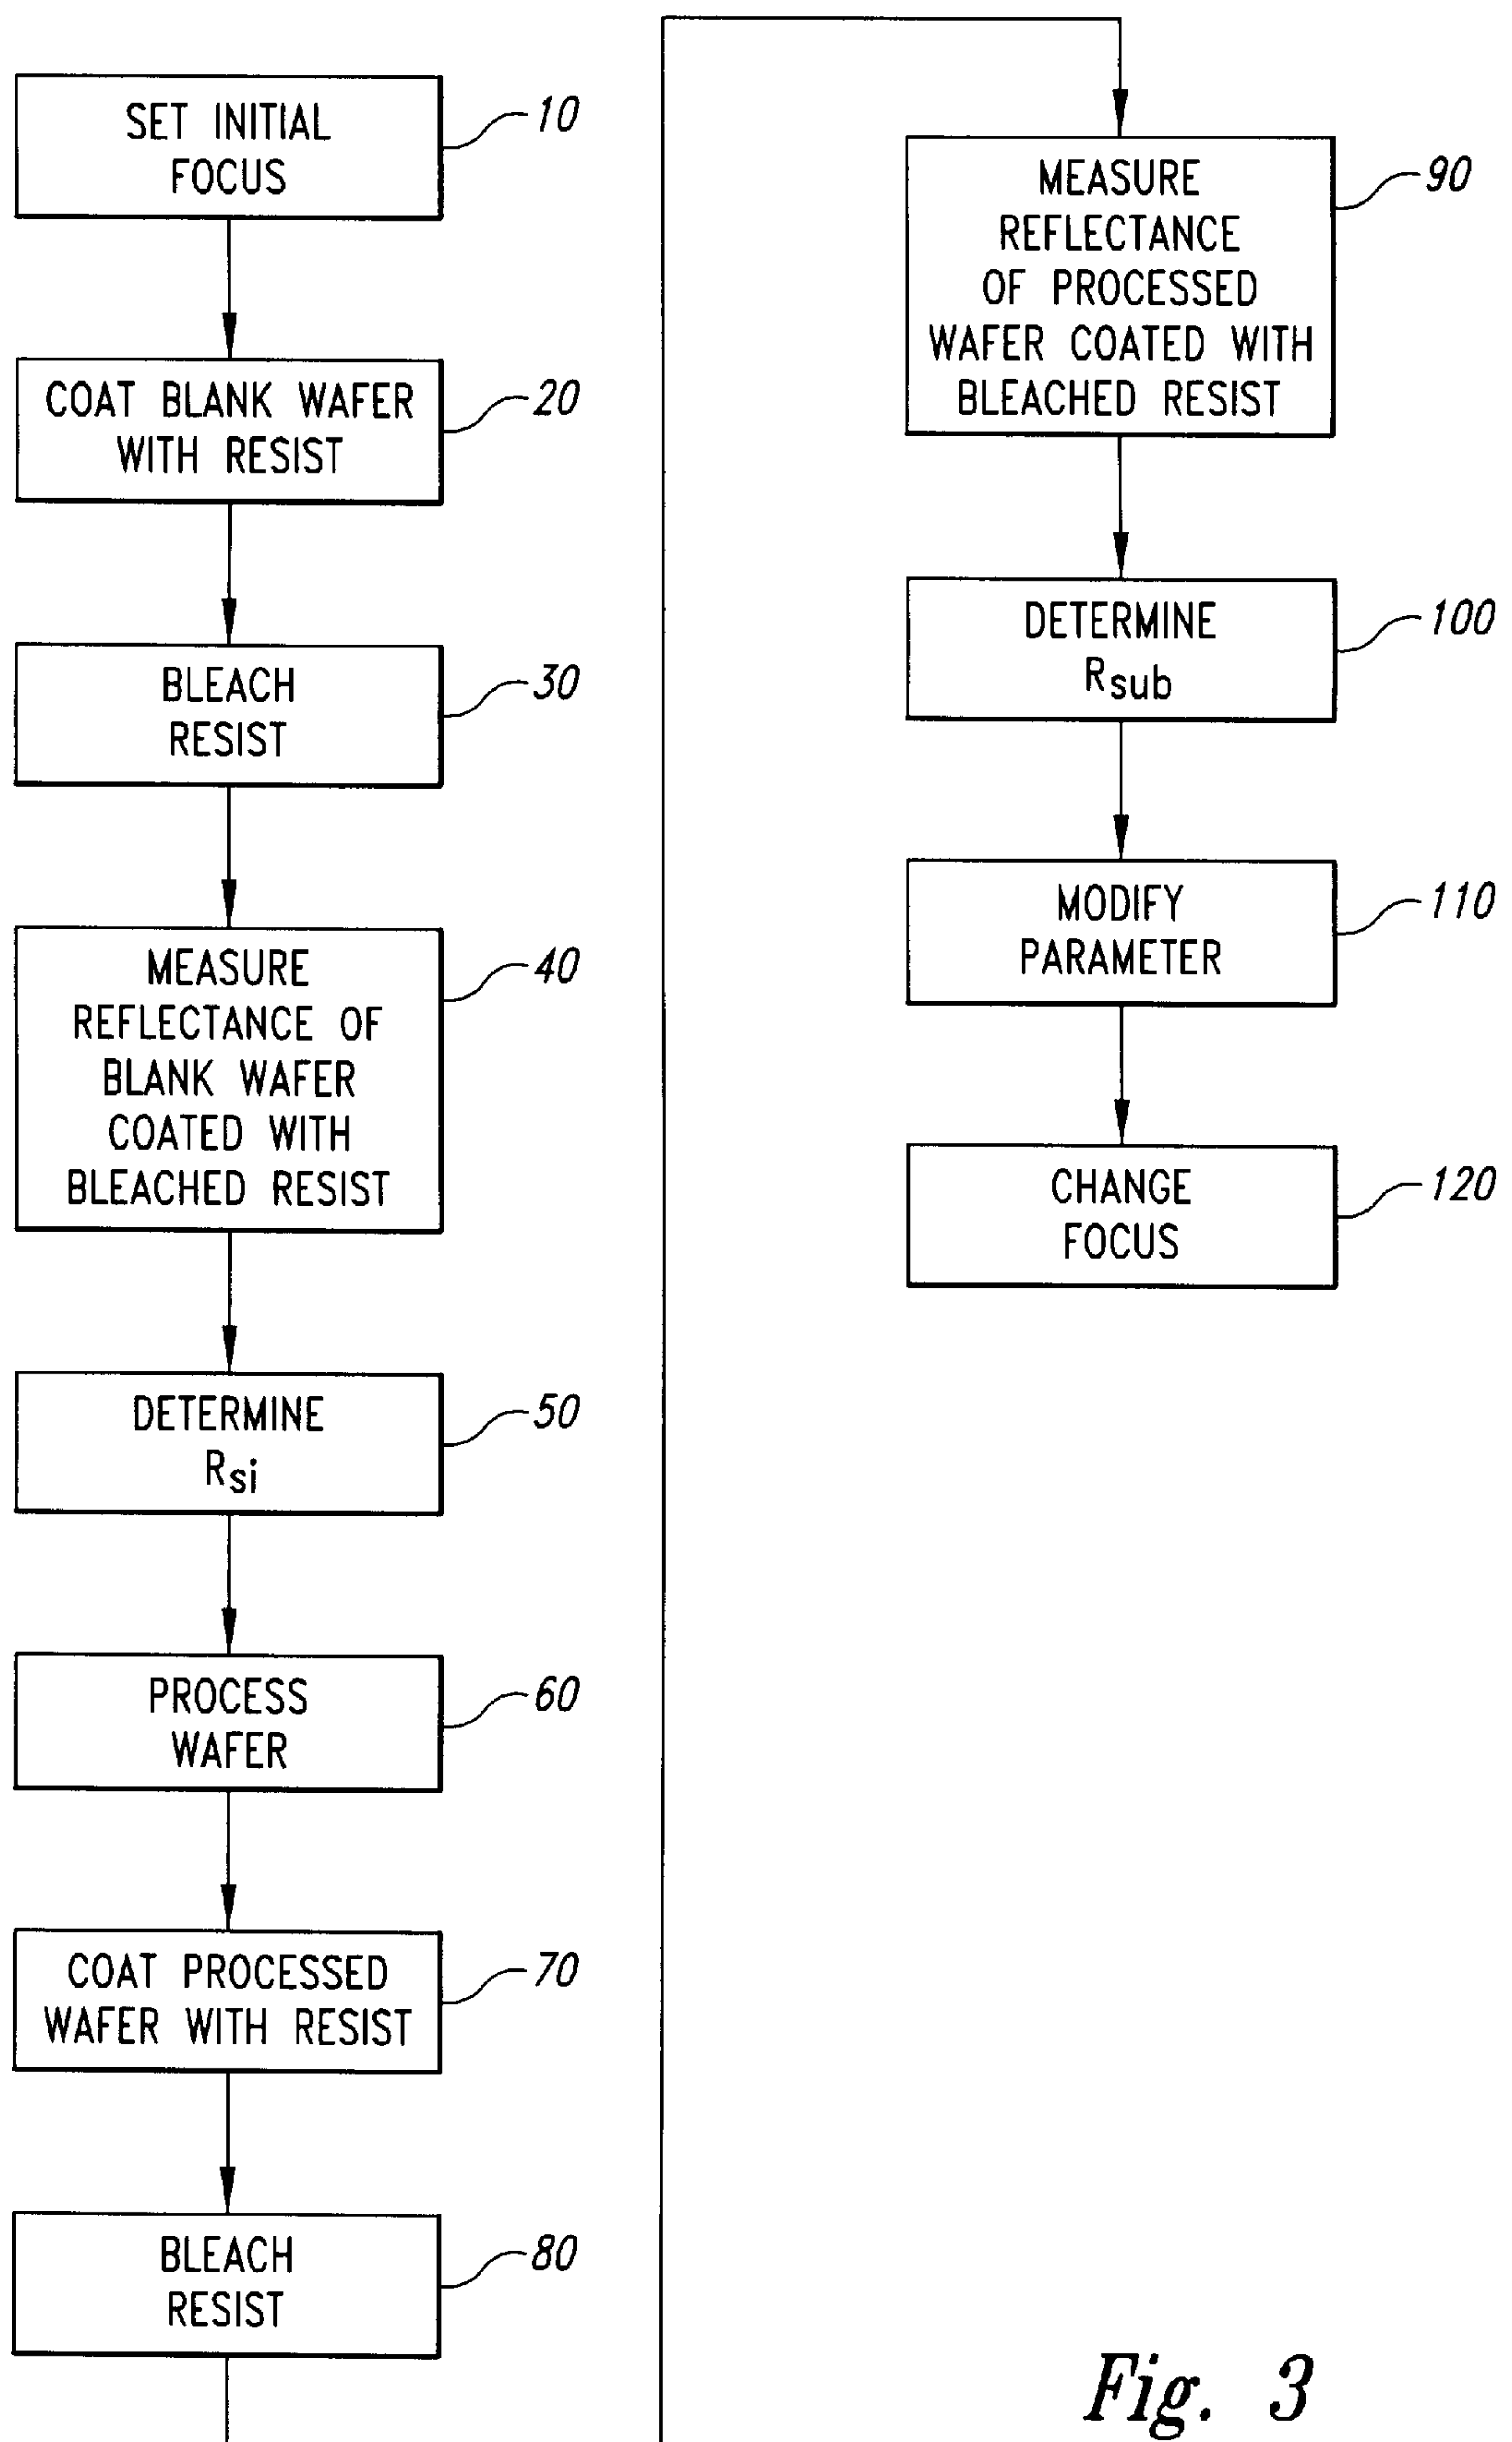 SET INITIAL
FOCUS
10
COAT BLANK WAFER
WITH RESIST
20
BLEACH
RESIST
30
MEASURE
REFLECTANCE OF
BLANK WAFER
COATED WITH
BLEACHED RESIST
40
DETERMINE
Rsi
50
PROCESS
WAFER
60
COAT PROCESSED
WAFER WITH RESIST
70
BLEACH
RESIST
80
MEASURE
REFLECTANCE
OF PROCESSED
WAFER COATED WITH
BLEACHED RESIST
90
DETERMINE
Rsub
100
MODIFY
PARAMETER
110
CHANGE
FOCUS
120
Fig. 3